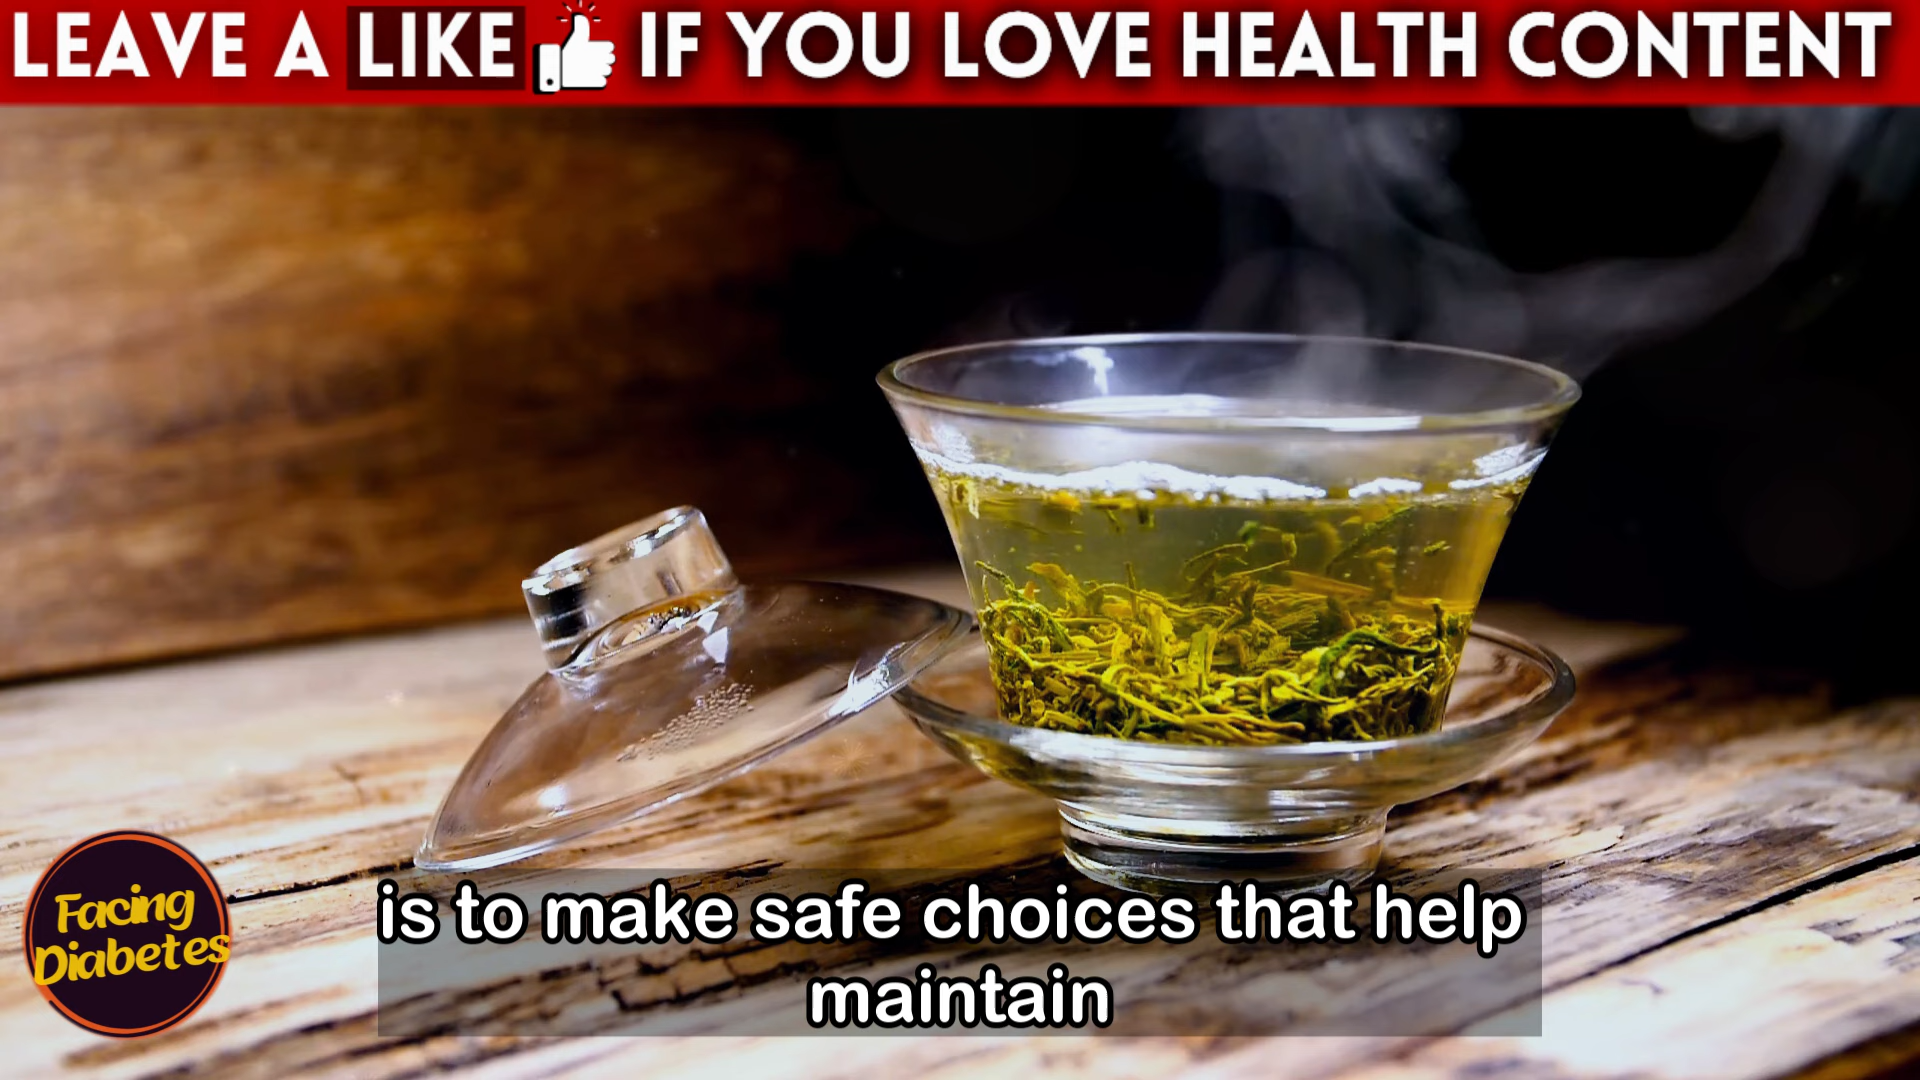 LEAVE A LIKE IF YOU LOVE HEALTH CONTENT
Facing
Diabetes
is to make safe choices that help
maintain